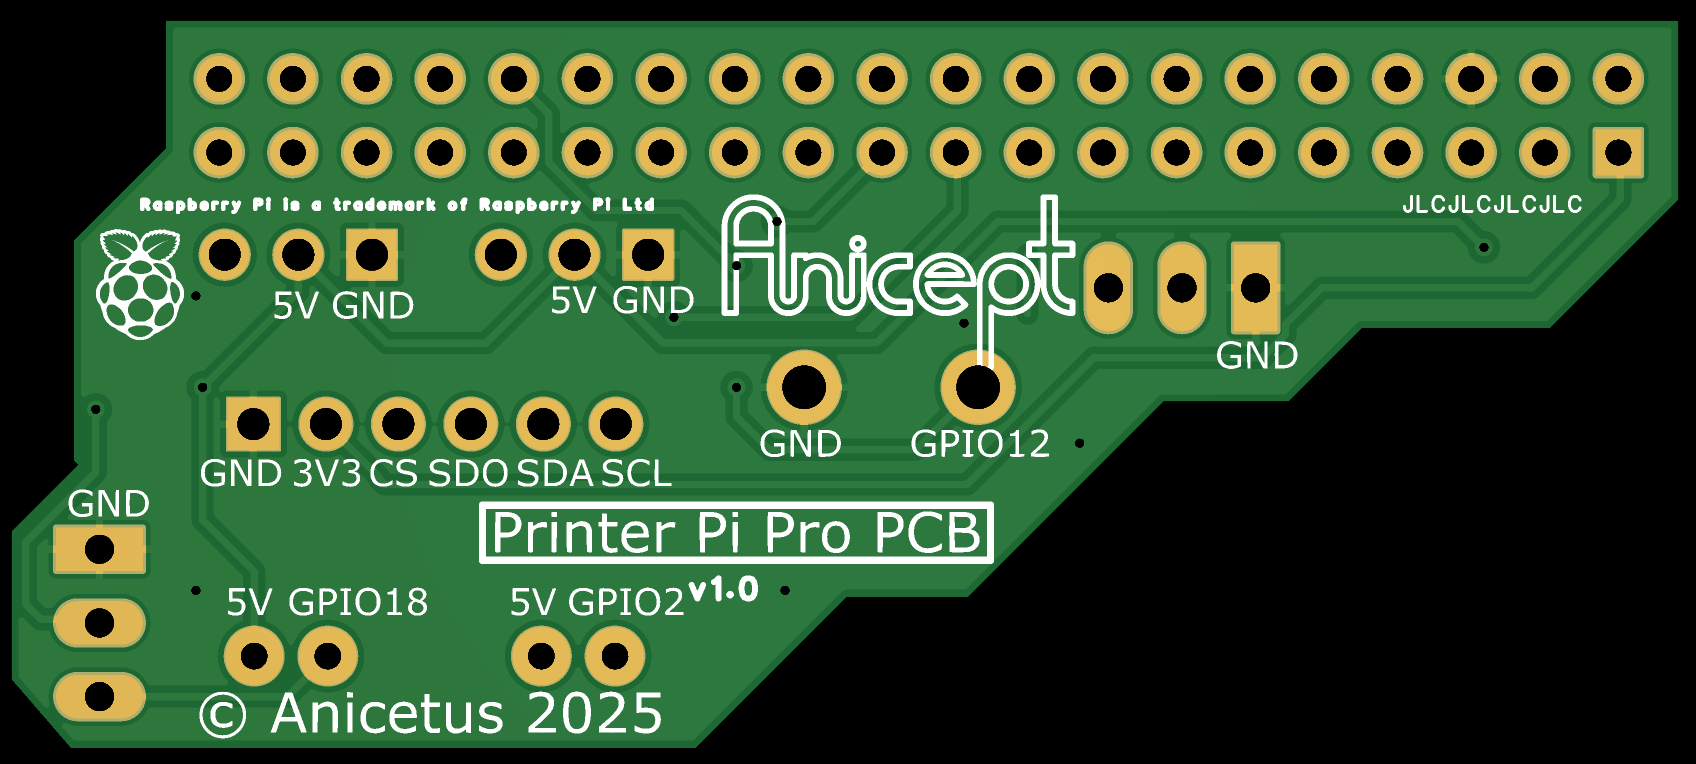 Raspberry Pi is a trademark of Raspberry Pi Ltd
JLCJLCJLCJLC
Anicept
5V GND
5V GND
GND
GND
GPIO12
GND 3V3 CS SDO SDA SCL
GND
Printer Pi Pro PCB
v1.0
5V GPIO18
5V GPIO2
© Anicetus 2025